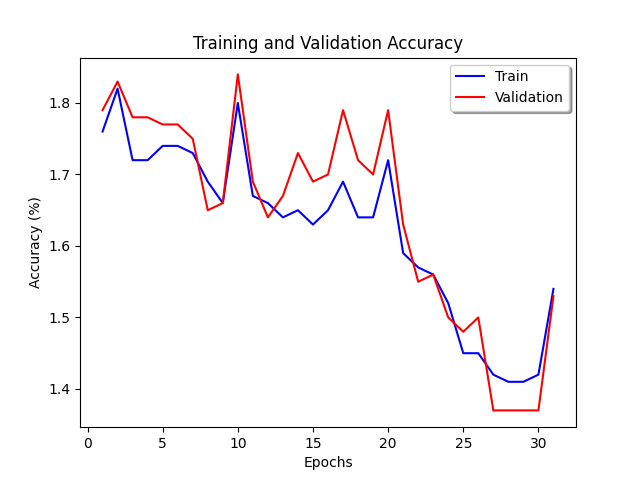 Training and Validation Accuracy
Train
Validation
Accuracy (%)
1.8
1.7
1.6
1.5
1.4
0 5 10 15 20 25 30
Epochs